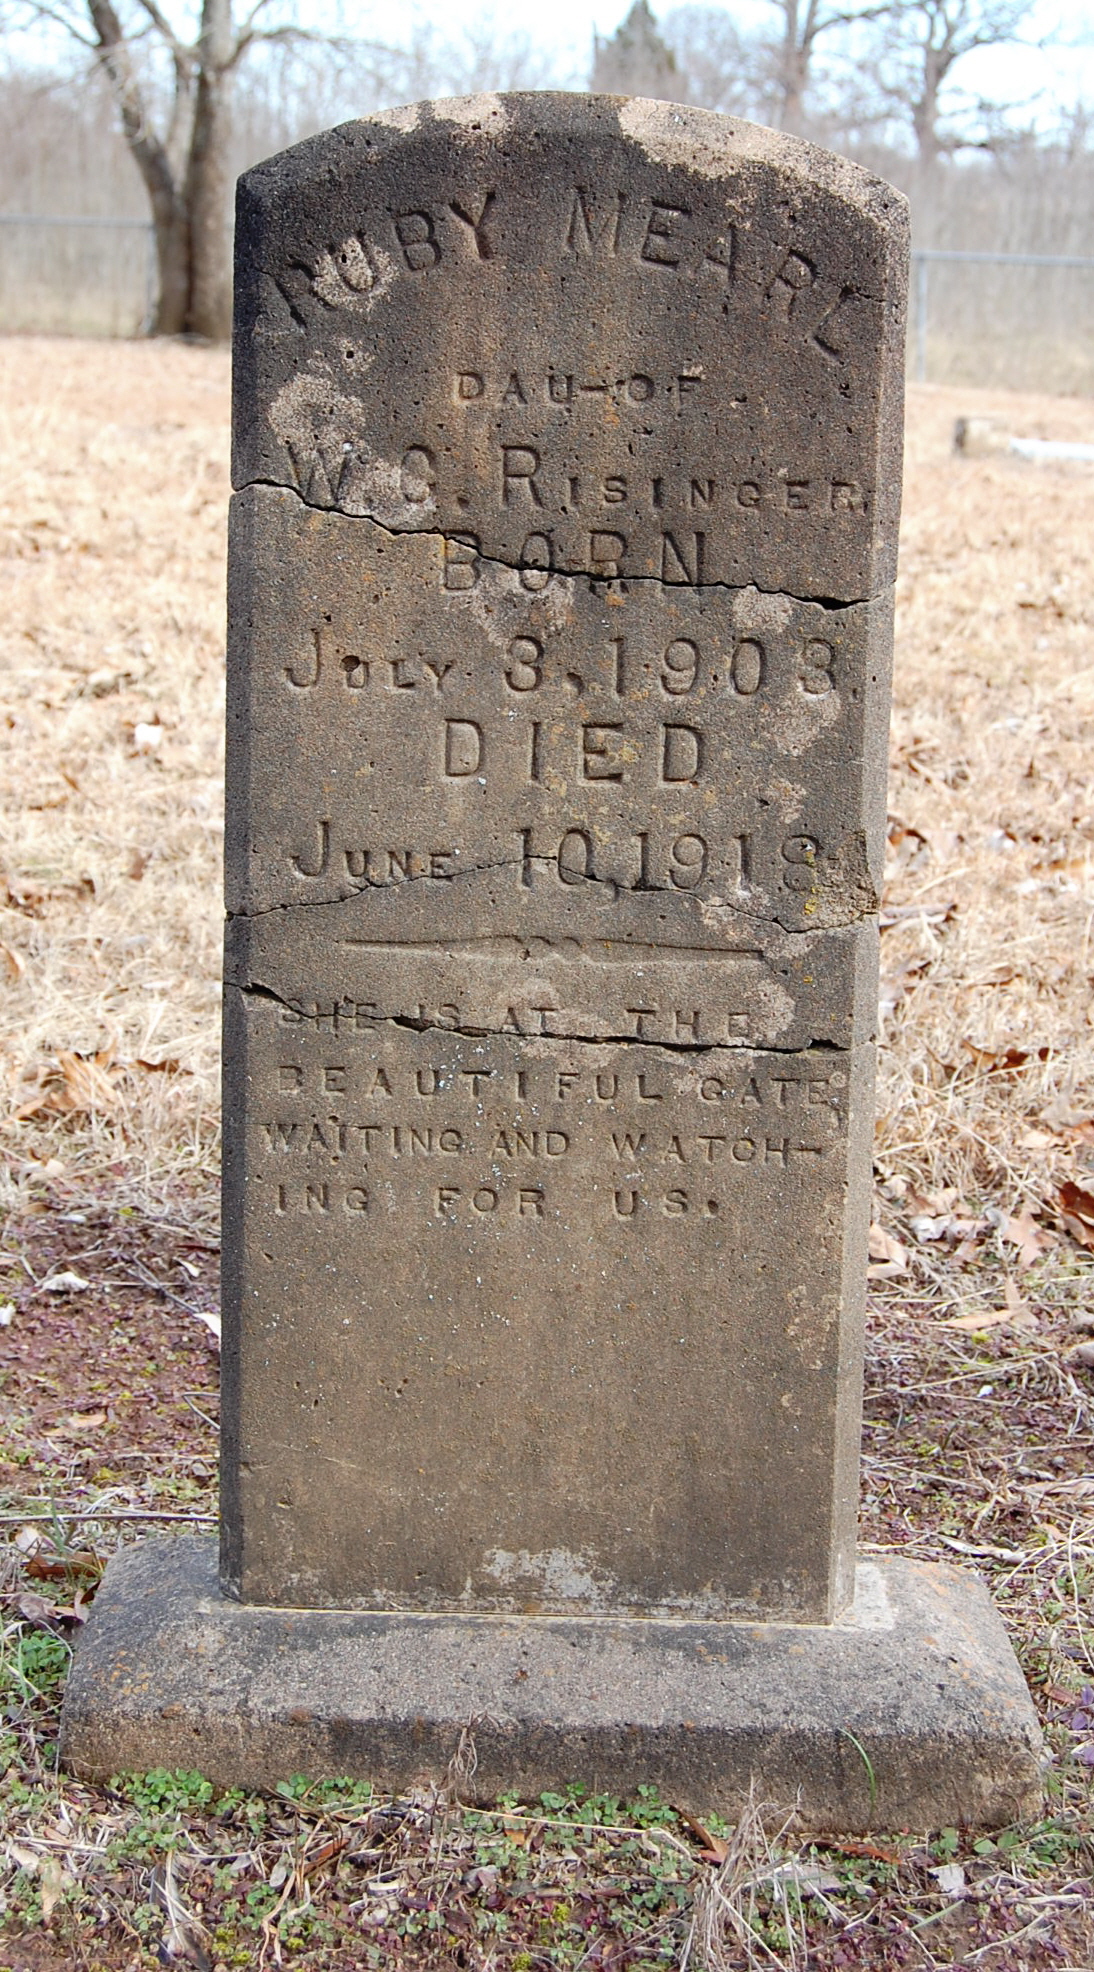 RUBY MEARL
DAU-OF
W.C. RISINGER
BORN
JULY 3, 1903
DIED
JUNE 10, 1918
SHE IS AT THE
BEAUTIFUL GATE
WAITING AND WATCH-
ING FOR US.